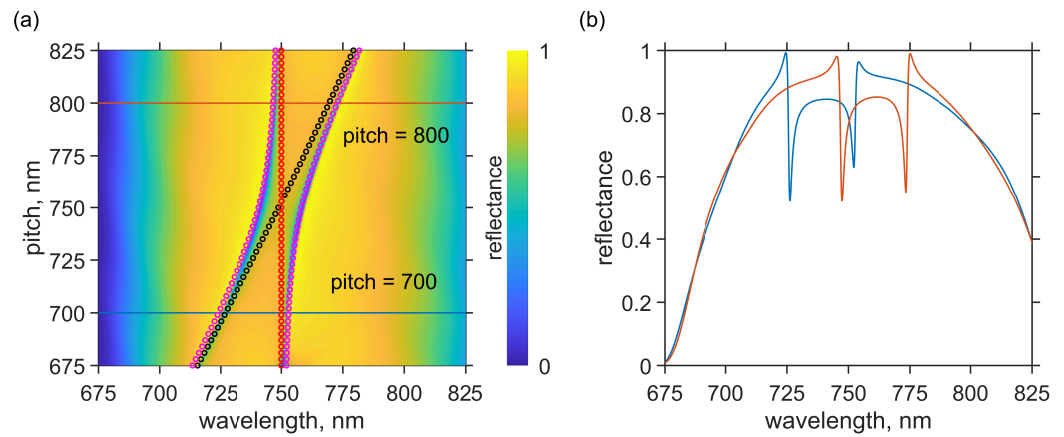 (a)
825
800
775
750
725
700
675
pitch, nm
pitch = 800
pitch = 700
675 700 725 750 775 800 825
wavelength, nm
1
0
reflectance
(b)
1
0.8
0.6
0.4
0.2
0
reflectance
675 700 725 750 775 800 825
wavelength, nm